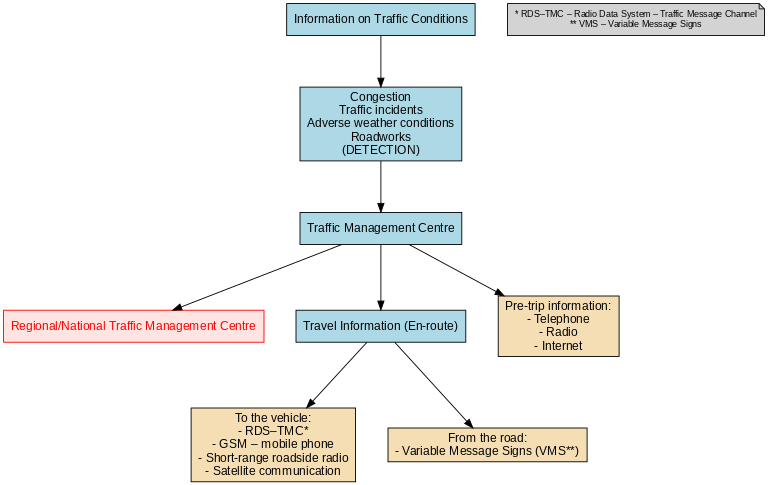 Information on Traffic Conditions
* RDS–TMC – Radio Data System – Traffic Message Channel
** VMS – Variable Message Signs
Congestion
Traffic incidents
Adverse weather conditions
Roadworks
(DETECTION)
Traffic Management Centre
Regional/National Traffic Management Centre
Travel Information (En-route)
Pre-trip information:
- Telephone
- Radio
- Internet
To the vehicle:
- RDS–TMC*
- GSM – mobile phone
- Short-range roadside radio
- Satellite communication
From the road:
- Variable Message Signs (VMS**)